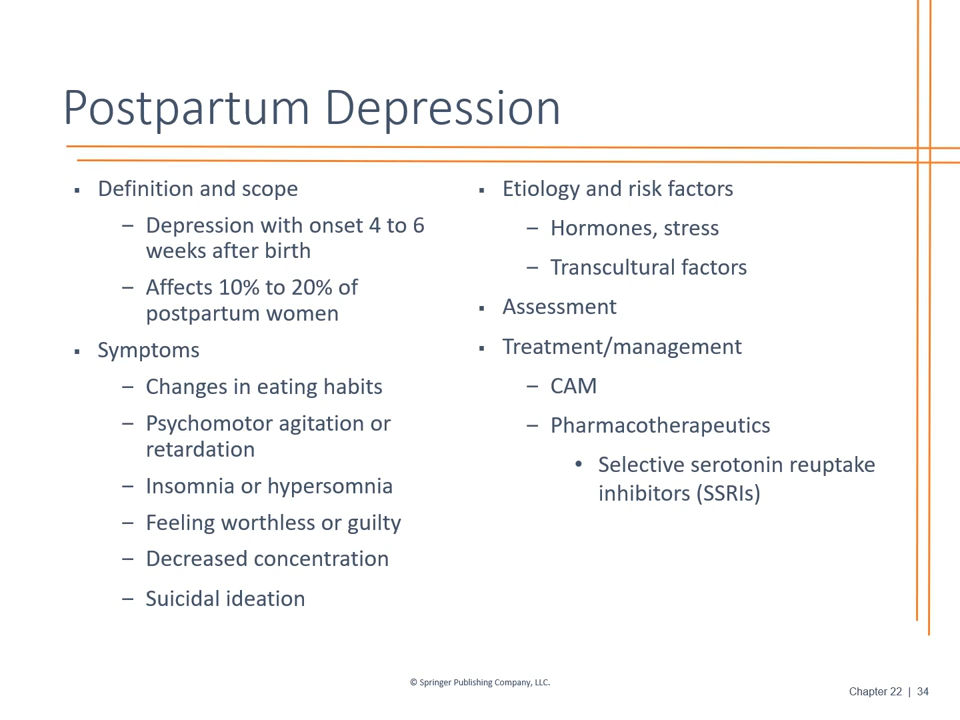 Postpartum Depression
▪ Definition and scope
– Depression with onset 4 to 6
weeks after birth
– Affects 10% to 20% of
postpartum women
▪ Symptoms
– Changes in eating habits
– Psychomotor agitation or
retardation
– Insomnia or hypersomnia
– Feeling worthless or guilty
– Decreased concentration
– Suicidal ideation
▪ Etiology and risk factors
– Hormones, stress
– Transcultural factors
▪ Assessment
▪ Treatment/management
– CAM
– Pharmacotherapeutics
• Selective serotonin reuptake
inhibitors (SSRIs)
© Springer Publishing Company, LLC.
Chapter 22 | 34